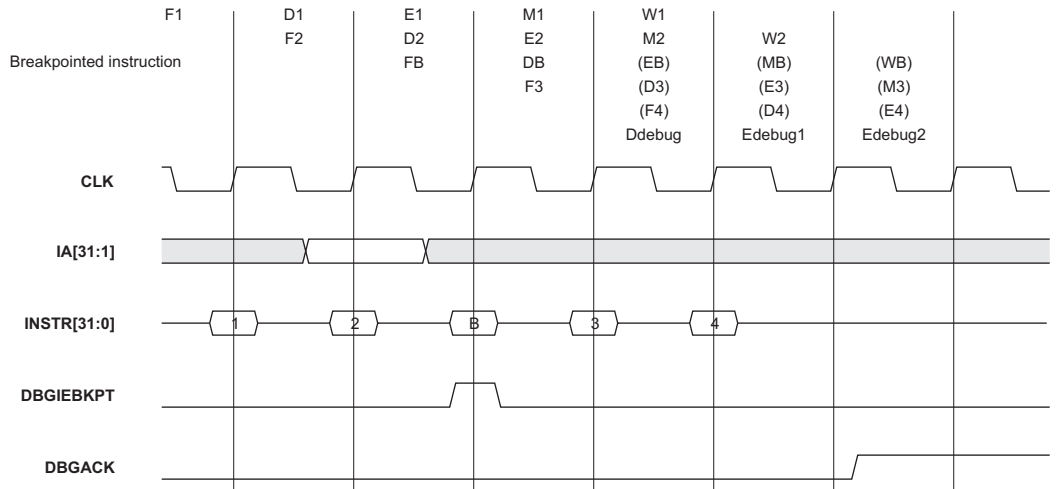 F1 D1 E1 M1 W1
F2 D2 E2 M2 W2
Breakpointed instruction FB DB (EB) (MB) (WB)
F3 (D3) (E3) (M3)
(F4) (D4) (E4)
Ddebug Edebug1 Edebug2
CLK
IA[31:1]
INSTR[31:0] 1 2 B 3 4
DBGIEBKPT
DBGACK